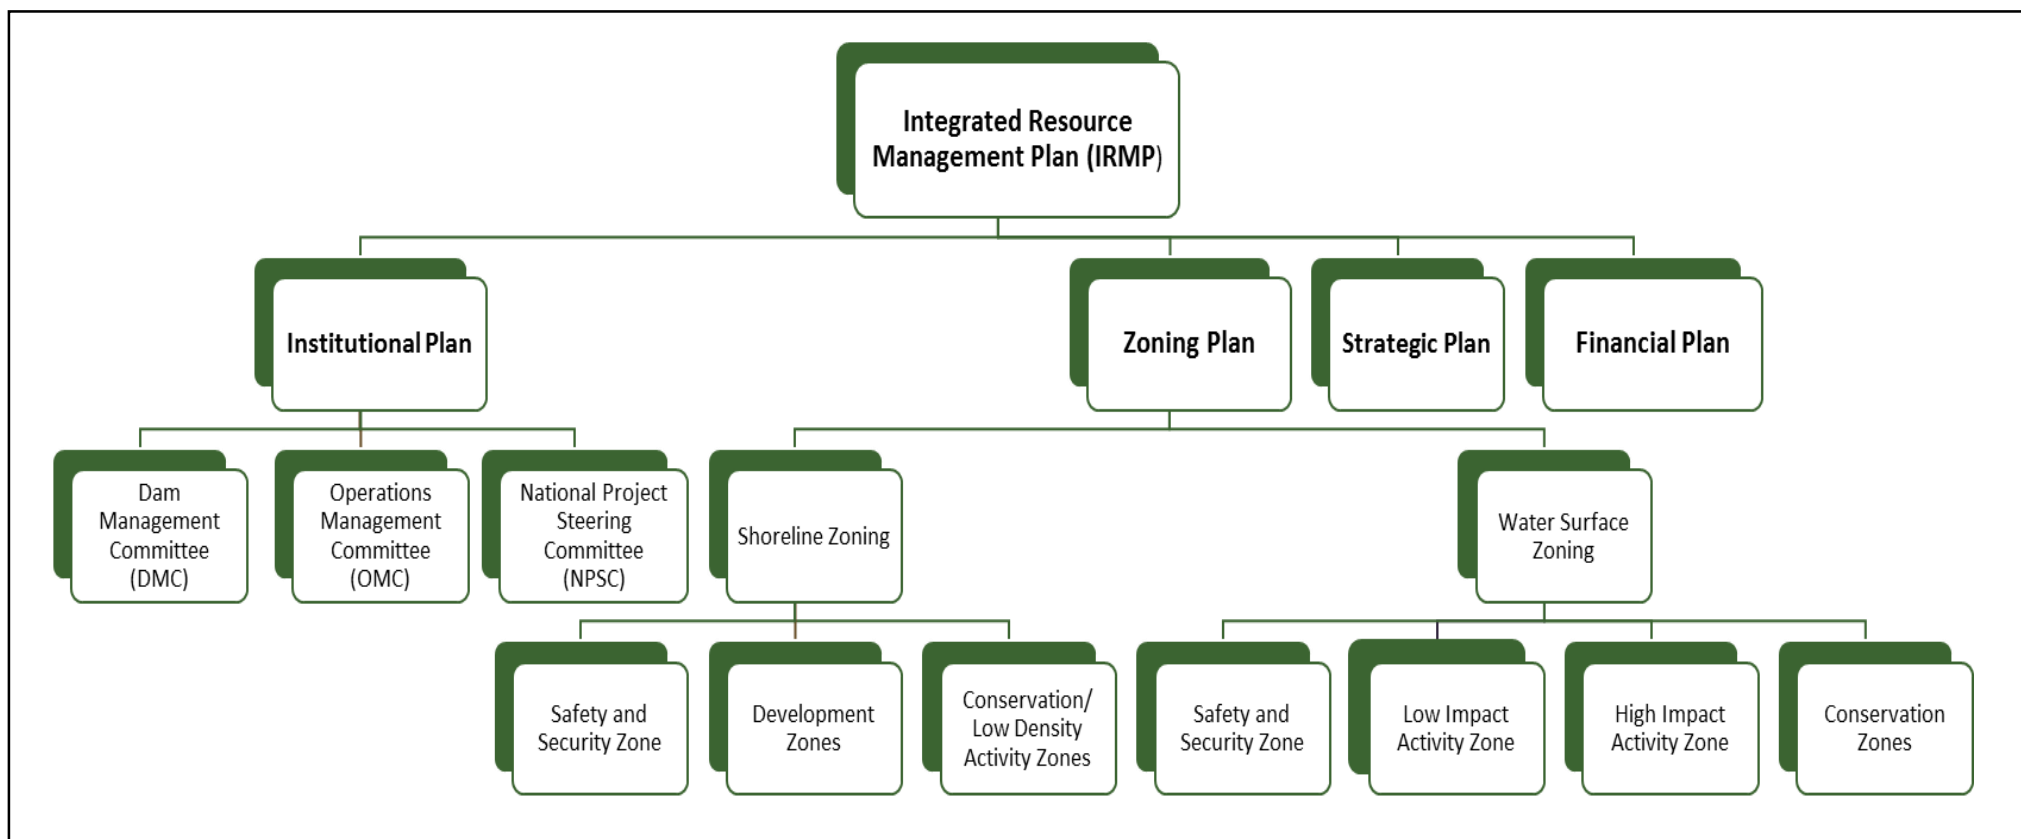 Integrated Resource
Management Plan (IRMP)
Institutional Plan
Zoning Plan
Strategic Plan
Financial Plan
Dam
Management
Committee
(DMC)
Operations
Management
Committee
(OMC)
National Project
Steering
Committee
(NPSC)
Shoreline Zoning
Water Surface
Zoning
Safety and
Security Zone
Development
Zones
Conservation/
Low Density
Activity Zones
Safety and
Security Zone
Low Impact
Activity Zone
High Impact
Activity Zone
Conservation
Zones